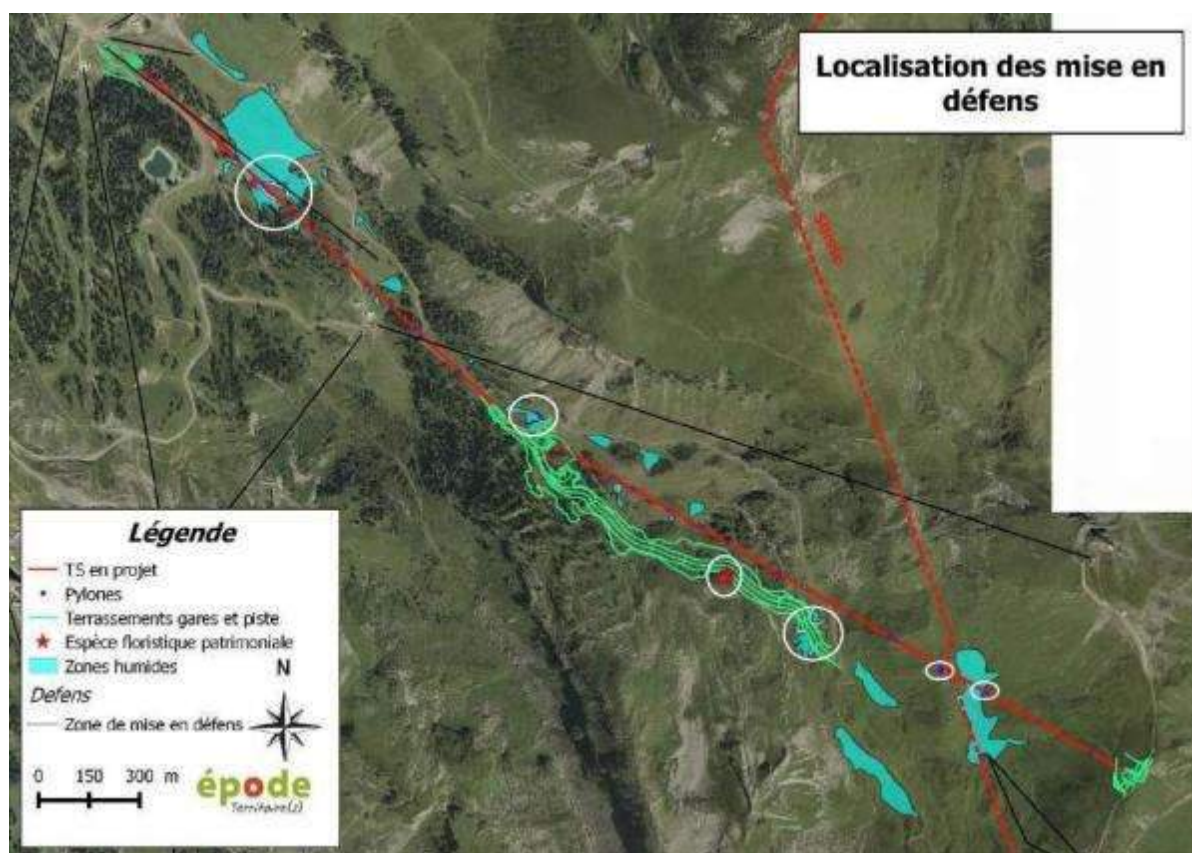 Localisation des mise en
défens
Légende
TS en projet
Pylones
Terrassements gares et piste
Espèce floristique patrimoniale
Zones humides
N
Defens
Zone de mise en défens
0 150 300 m
épode
Territoire(s)